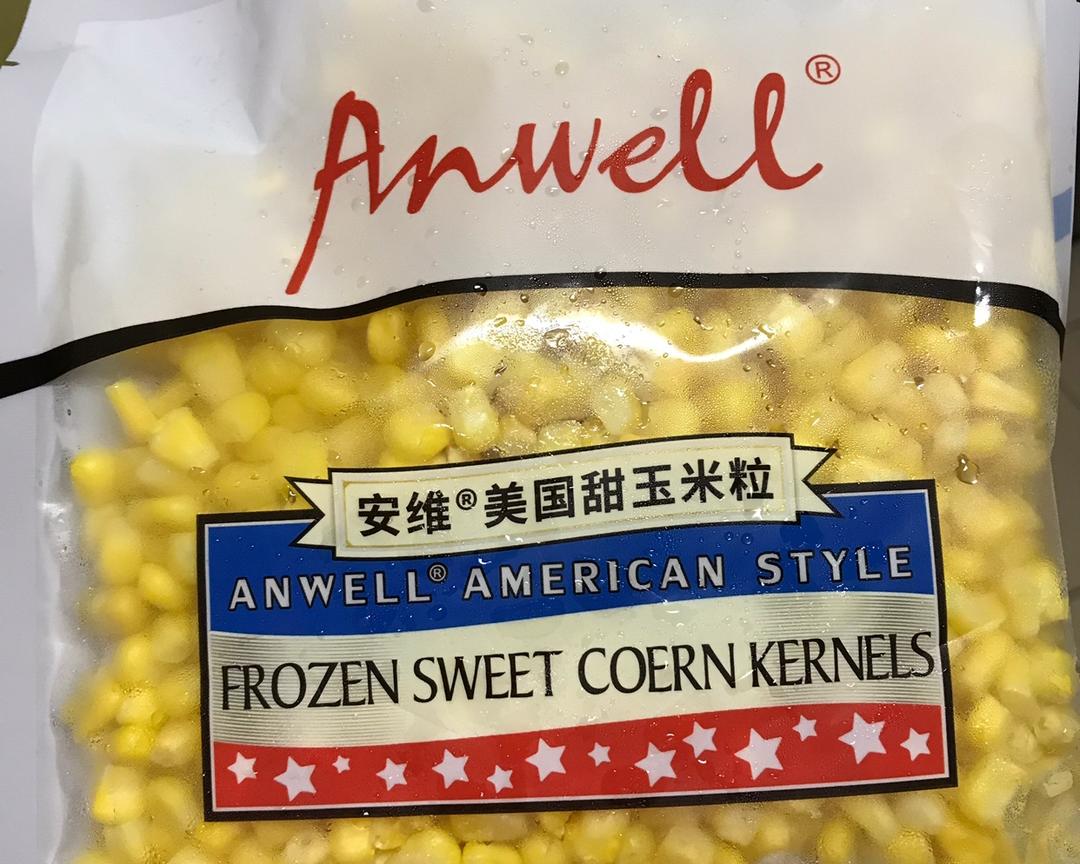 Anwell®
安维®美国甜玉米粒
ANWELL® AMERICAN STYLE
FROZEN SWEET COERN KERNELS